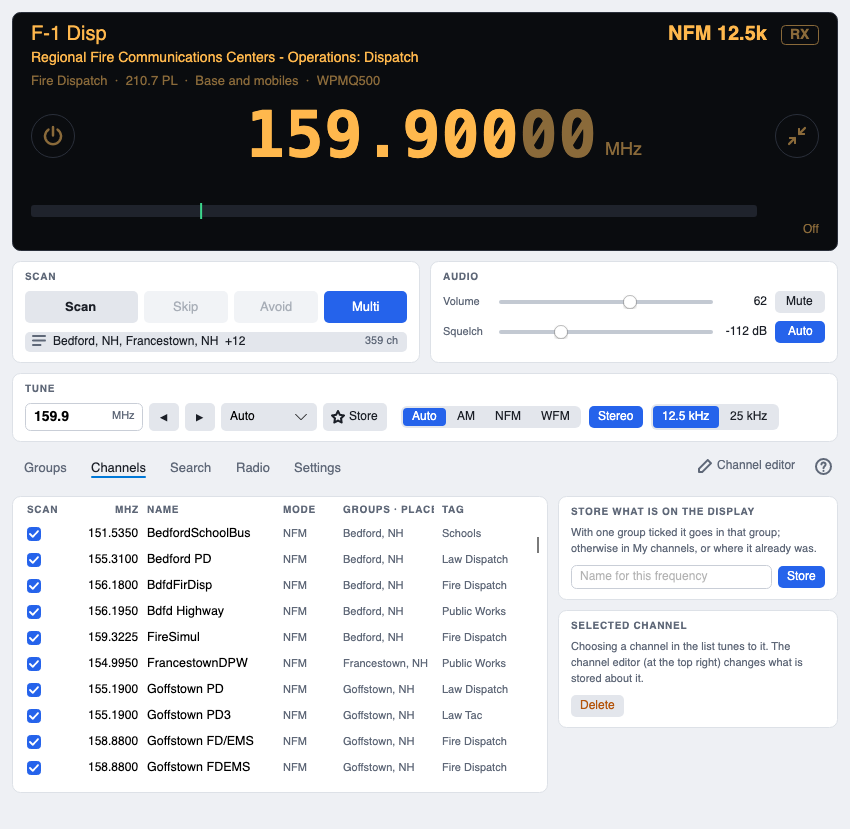 F-1 Disp
NFM 12.5k RX
Regional Fire Communications Centers - Operations: Dispatch
Fire Dispatch · 210.7 PL · Base and mobiles · WPMQ500
159.90000 MHz
Off
SCAN
Scan Skip Avoid Multi
Bedford, NH, Francestown, NH +12 359 ch
AUDIO
Volume 62 Mute
Squelch -112 dB Auto
TUNE
159.9 MHz ◄ ► Auto Store Auto AM NFM WFM Stereo 12.5 kHz 25 kHz
Groups Channels Search Radio Settings Channel editor ?
SCAN MHZ NAME MODE GROUPS · PLACE TAG
151.5350 BedfordSchoolBus NFM Bedford, NH Schools
155.3100 Bedford PD NFM Bedford, NH Law Dispatch
156.1800 BdfdFirDisp NFM Bedford, NH Fire Dispatch
156.1950 Bdfd Highway NFM Bedford, NH Public Works
159.3225 FireSimul NFM Bedford, NH Fire Dispatch
154.9950 FrancestownDPW NFM Francestown, NH Public Works
155.1900 Goffstown PD NFM Goffstown, NH Law Dispatch
155.1900 Goffstown PD3 NFM Goffstown, NH Law Tac
158.8800 Goffstown FD/EMS NFM Goffstown, NH Fire Dispatch
158.8800 Goffstown FDEMS NFM Goffstown, NH Fire Dispatch
STORE WHAT IS ON THE DISPLAY
With one group ticked it goes in that group;
otherwise in My channels, or where it already was.
Name for this frequency Store
SELECTED CHANNEL
Choosing a channel in the list tunes to it. The
channel editor (at the top right) changes what is
stored about it.
Delete